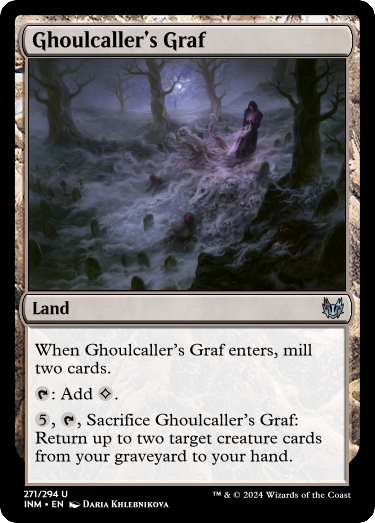 Ghoulcaller's Graf
Land
When Ghoulcaller's Graf enters, mill
two cards.
: Add .
5, , Sacrifice Ghoulcaller's Graf:
Return up to two target creature cards
from your graveyard to your hand.
271/294 U
INM • EN Daria Khlebnikova
™ & © 2024 Wizards of the Coast